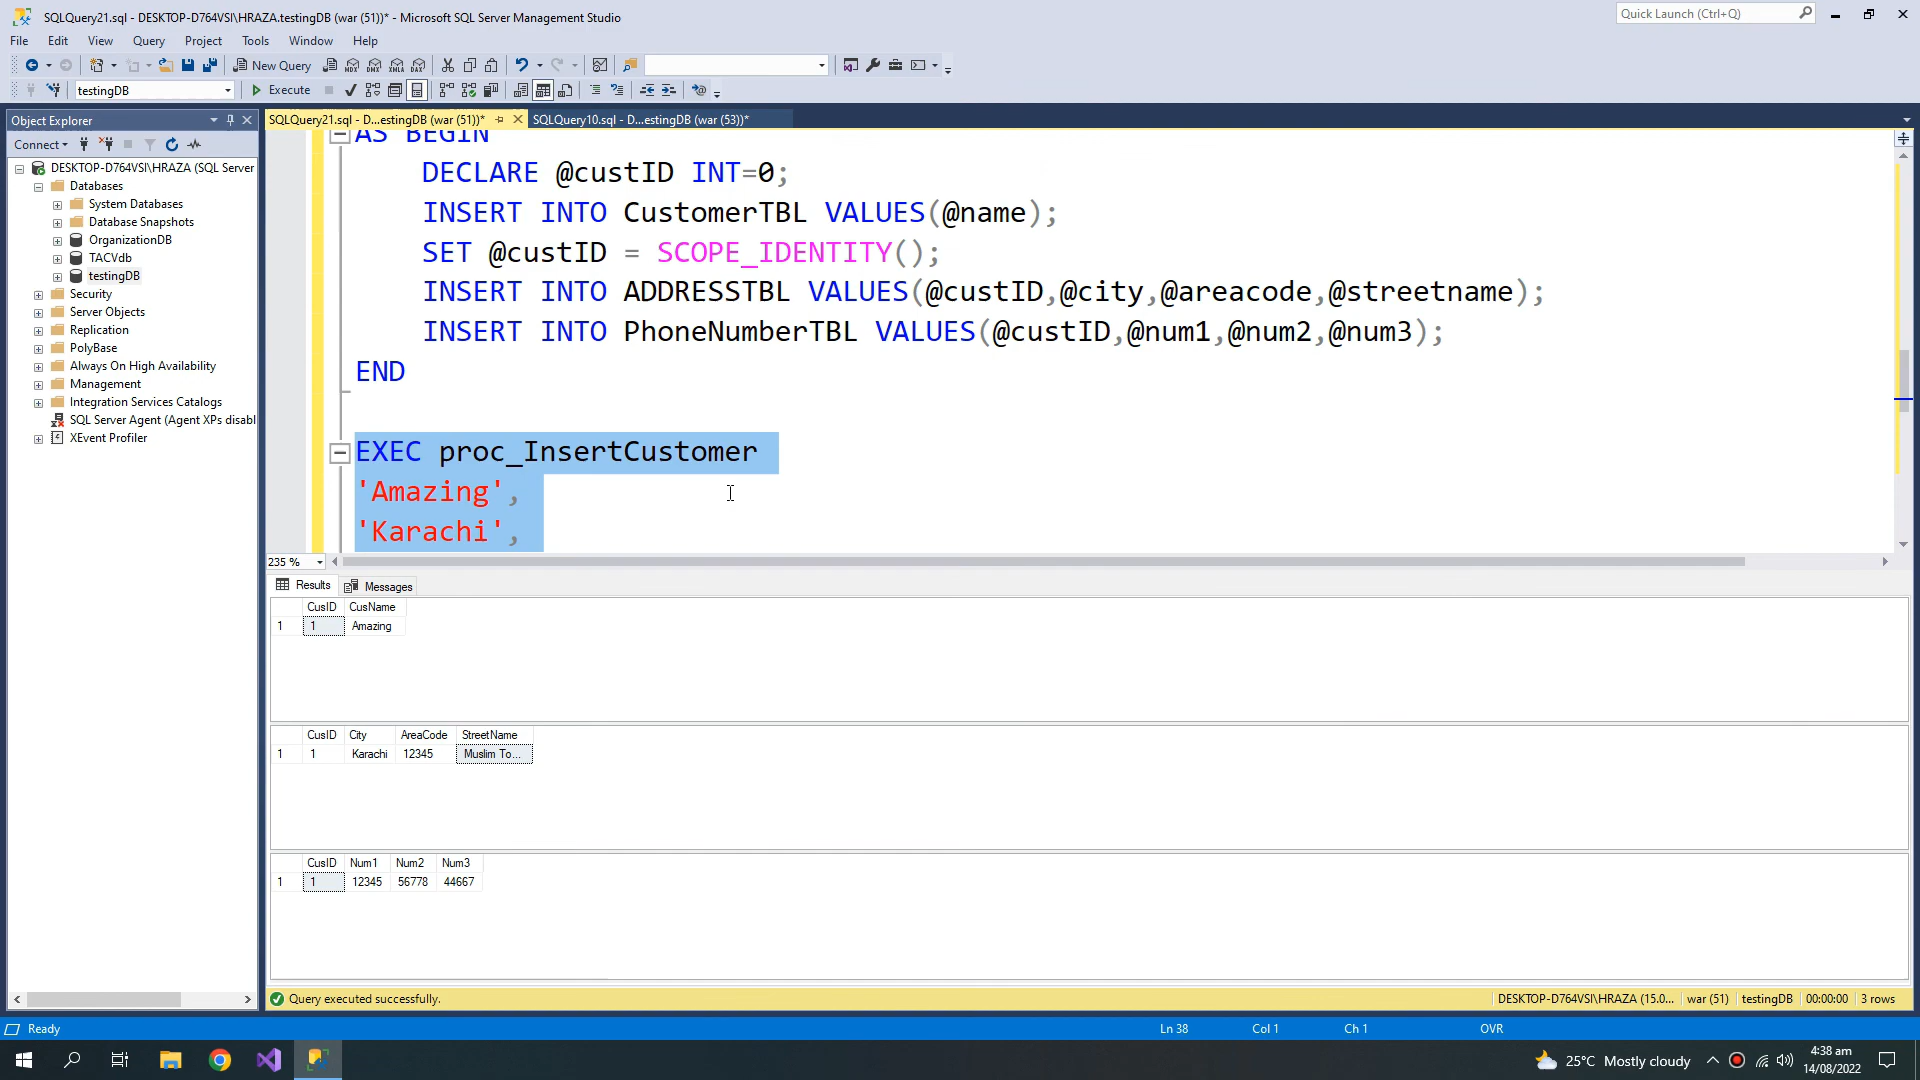 SQLQuery21.sql - DESKTOP-D764VSI\HRAZA.testingDB (war (51))* - Microsoft SQL Server Management Studio
Quick Launch (Ctrl+Q)
File Edit View Query Project Tools Window Help
New Query
testingDB
Execute
Object Explorer
SQLQuery21.sql - D...estingDB (war (51))*
SQLQuery10.sql - D...estingDB (war (53))*
Connect
DESKTOP-D764VSI\HRAZA (SQL Server
Databases
System Databases
Database Snapshots
OrganizationDB
TACVdb
testingDB
Security
Server Objects
Replication
PolyBase
Always On High Availability
Management
Integration Services Catalogs
SQL Server Agent (Agent XPs disabl
XEvent Profiler
AS BEGIN
DECLARE @custID INT=0;
INSERT INTO CustomerTBL VALUES(@name);
SET @custID = SCOPE_IDENTITY();
INSERT INTO ADDRESSTBL VALUES(@custID,@city,@areacode,@streetname);
INSERT INTO PhoneNumberTBL VALUES(@custID,@num1,@num2,@num3);
END
EXEC proc_InsertCustomer
'Amazing',
'Karachi',
235 %
Results Messages
CusID CusName
1 1 Amazing
CusID City AreaCode StreetName
1 1 Karachi 12345 Muslim To...
CusID Num1 Num2 Num3
1 1 12345 56778 44667
Query executed successfully.
DESKTOP-D764VSI\HRAZA (15.0... war (51) testingDB 00:00:00 3 rows
Ready
Ln 38 Col 1 Ch 1 OVR
25°C Mostly cloudy
4:38 am
14/08/2022